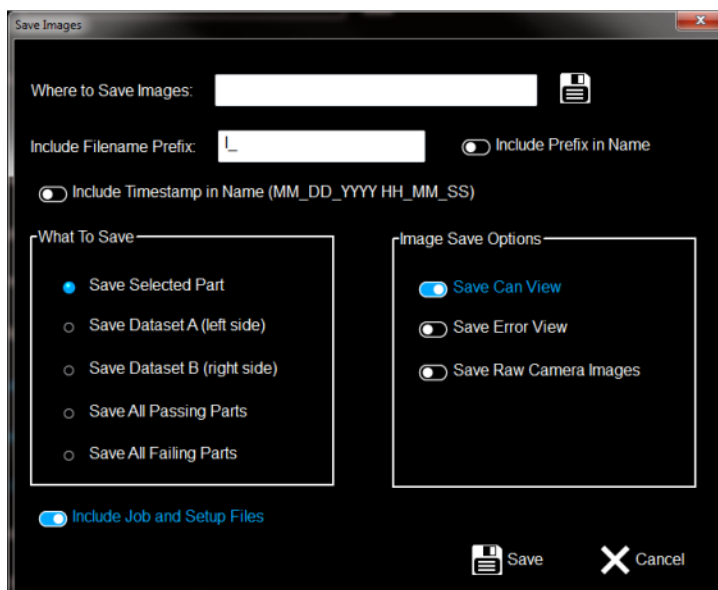 Save Images
Where to Save Images:
Include Filename Prefix: I_ Include Prefix in Name
Include Timestamp in Name (MM_DD_YYYY HH_MM_SS)
What To Save
Save Selected Part
Save Dataset A (left side)
Save Dataset B (right side)
Save All Passing Parts
Save All Failing Parts
Image Save Options
Save Can View
Save Error View
Save Raw Camera Images
Include Job and Setup Files
Save Cancel